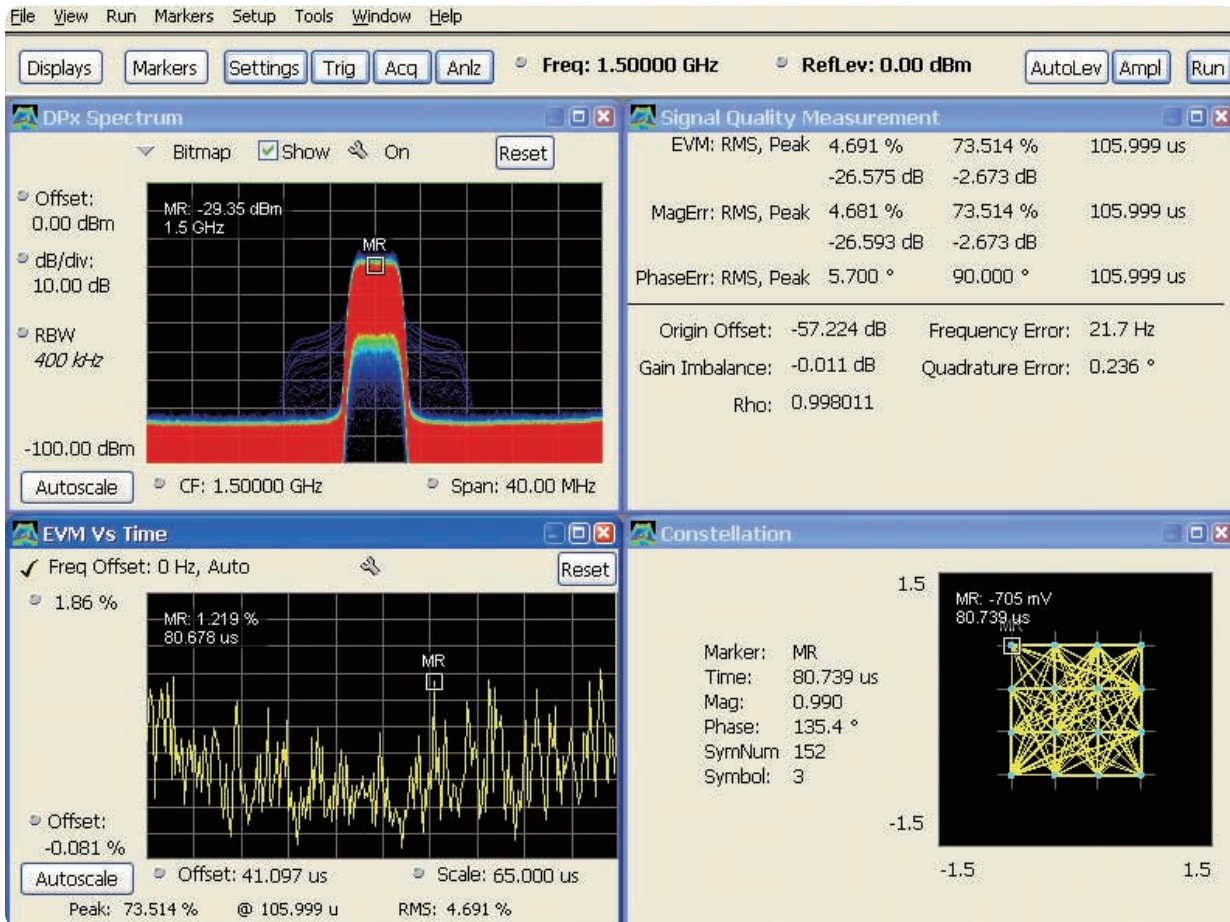 File View Run Markers Setup Tools Window Help
Displays Markers Settings Trig Acq Anlz Freq: 1.50000 GHz RefLev: 0.00 dBm AutoLev Ampl Run
DPx Spectrum
Bitmap Show On Reset
Offset:
0.00 dBm
dB/div:
10.00 dB
RBW
400 kHz
-100.00 dBm
MR: -29.35 dBm
1.5 GHz
MR
Autoscale CF: 1.50000 GHz Span: 40.00 MHz
Signal Quality Measurement
EVM: RMS, Peak 4.691 % 73.514 % 105.999 us
-26.575 dB -2.673 dB
MagErr: RMS, Peak 4.681 % 73.514 % 105.999 us
-26.593 dB -2.673 dB
PhaseErr: RMS, Peak 5.700 ° 90.000 ° 105.999 us
Origin Offset: -57.224 dB Frequency Error: 21.7 Hz
Gain Imbalance: -0.011 dB Quadrature Error: 0.236 °
Rho: 0.998011
EVM Vs Time
Freq Offset: 0 Hz, Auto Reset
1.86 %
MR: 1.219 %
80.678 us
MR
Offset:
-0.081 %
Autoscale Offset: 41.097 us Scale: 65.000 us
Peak: 73.514 % @ 105.999 u RMS: 4.691 %
Constellation
1.5
MR: -705 mV
80.739 us
MR
Marker: MR
Time: 80.739 us
Mag: 0.990
Phase: 135.4 °
SymNum 152
Symbol: 3
-1.5
-1.5 1.5